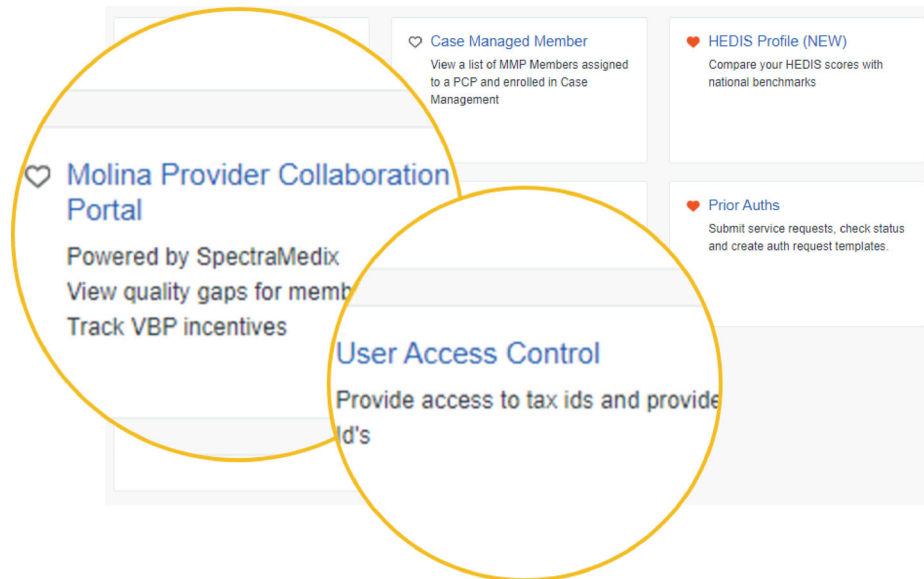 Case Managed Member
View a list of MMP Members assigned
to a PCP and enrolled in Case
Management
HEDIS Profile (NEW)
Compare your HEDIS scores with
national benchmarks
Molina Provider Collaboration
Portal
Powered by SpectraMedix
View quality gaps for
Track VBP incentives
Prior Auths
Submit service requests, check status
and create auth request templates.
User Access Control
Provide access to tax ids and provide
Id's